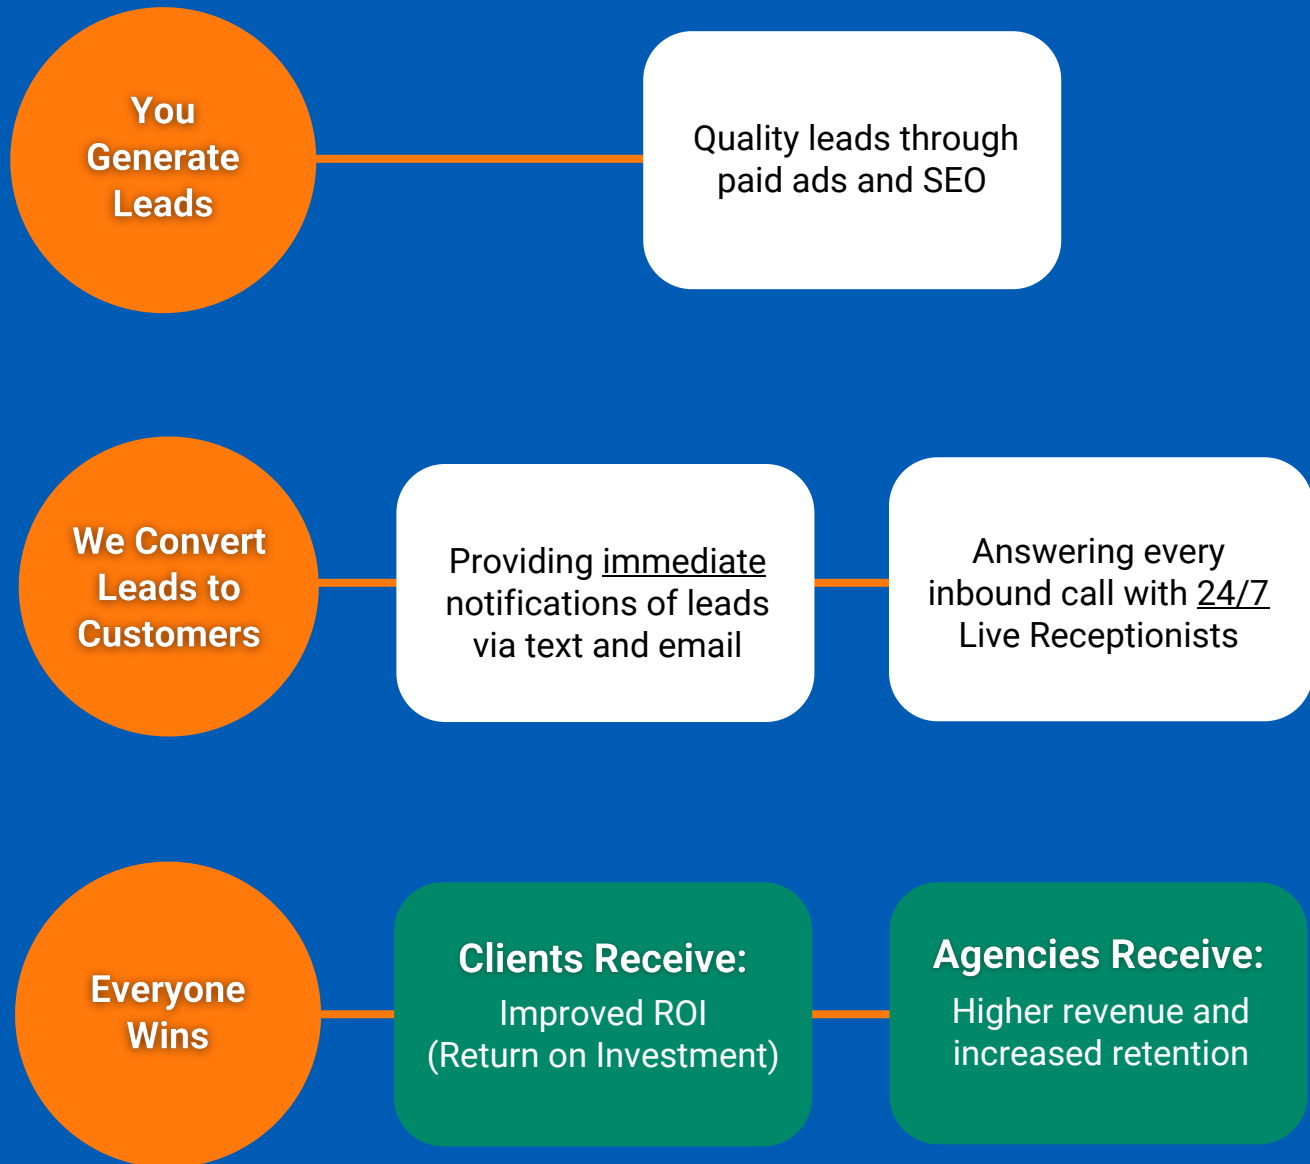 You
Generate
Leads
Quality leads through
paid ads and SEO
We Convert
Leads to
Customers
Providing immediate
notifications of leads
via text and email
Answering every
inbound call with 24/7
Live Receptionists
Everyone
Wins
Clients Receive:
Improved ROI
(Return on Investment)
Agencies Receive:
Higher revenue and
increased retention